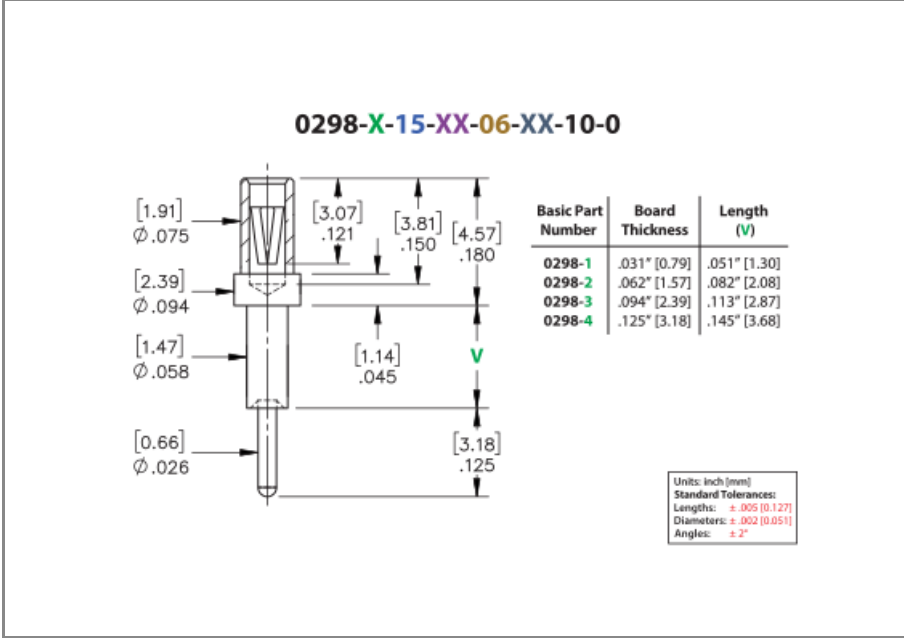 0298-X-15-XX-06-XX-10-0
[1.91]
Ø.075
[2.39]
Ø.094
[1.47]
Ø.058
[0.66]
Ø.026
[3.07]
.121
[3.81]
.150
[4.57]
.180
[1.14]
.045
V
[3.18]
.125
Basic Part Number Board Thickness Length (V)
0298-1 .031" [0.79] .051" [1.30]
0298-2 .062" [1.57] .082" [2.08]
0298-3 .094" [2.39] .113" [2.87]
0298-4 .125" [3.18] .145" [3.68]
Units: inch [mm]
Standard Tolerances:
Lengths: ± .005 [0.127]
Diameters: ± .002 [0.051]
Angles: ± 2°